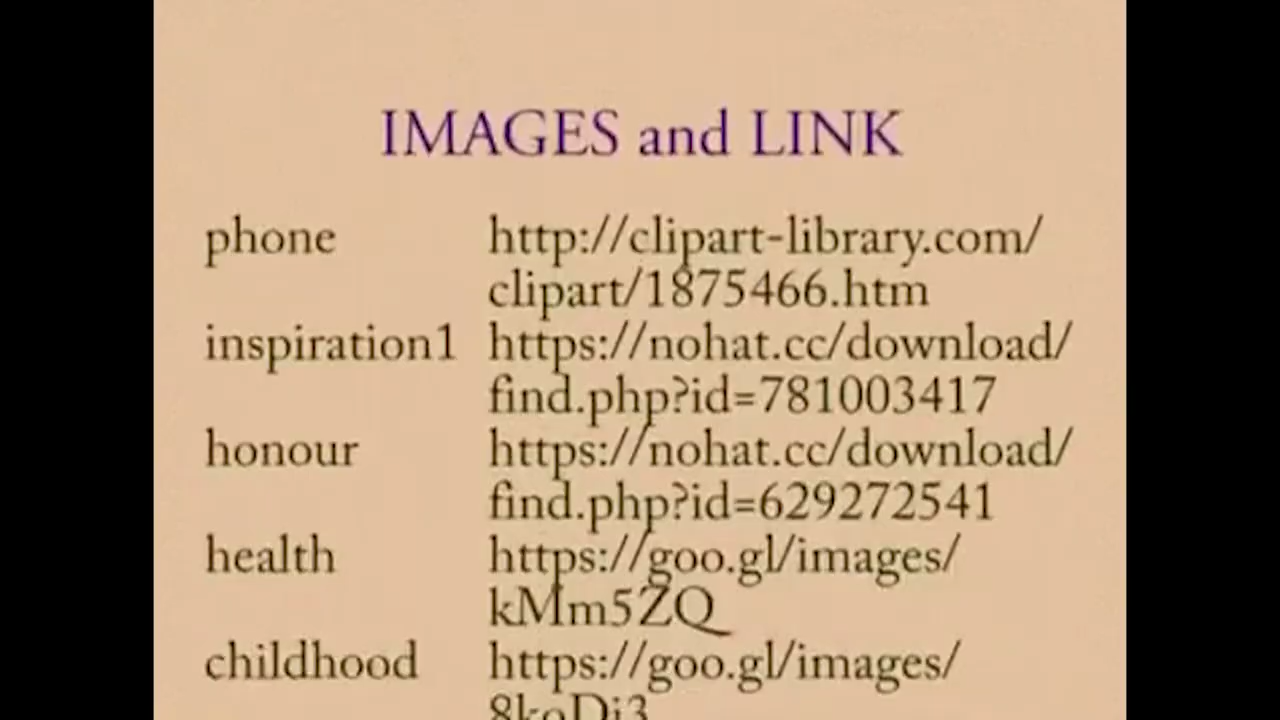 IMAGES and LINK
phone http://clipart-library.com/
clipart/1875466.htm
inspiration1 https://nohat.cc/download/
find.php?id=781003417
honour https://nohat.cc/download/
find.php?id=629272541
health https://goo.gl/images/
kMm5ZQ
childhood https://goo.gl/images/